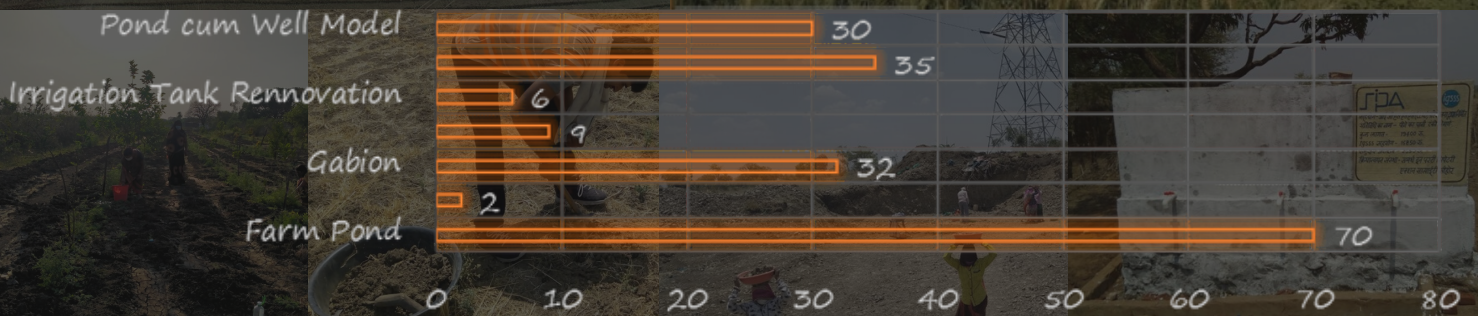 Pond cum Well Model 30
35
Irrigation Tank Rennovation 6
9
Gabion 32
2
Farm Pond 70
0 10 20 30 40 50 60 70 80
SIPA